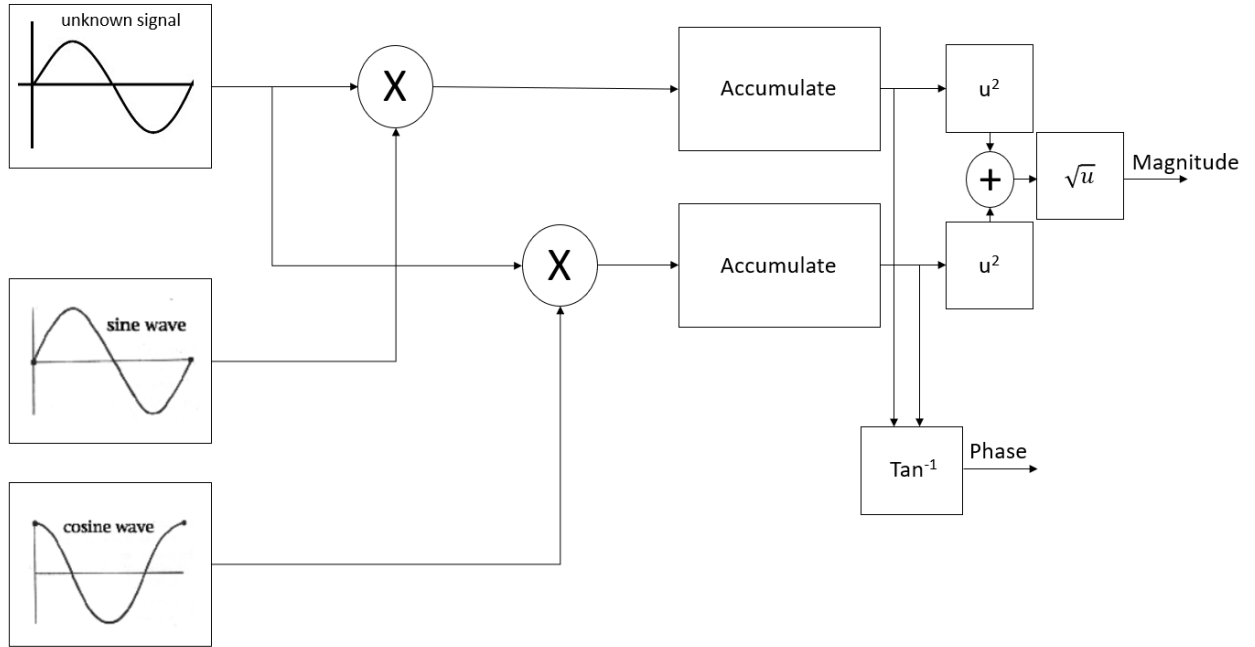 unknown signal
X
Accumulate
u²
+
√u
Magnitude
X
Accumulate
u²
sine wave
Tan⁻¹
Phase
cosine wave